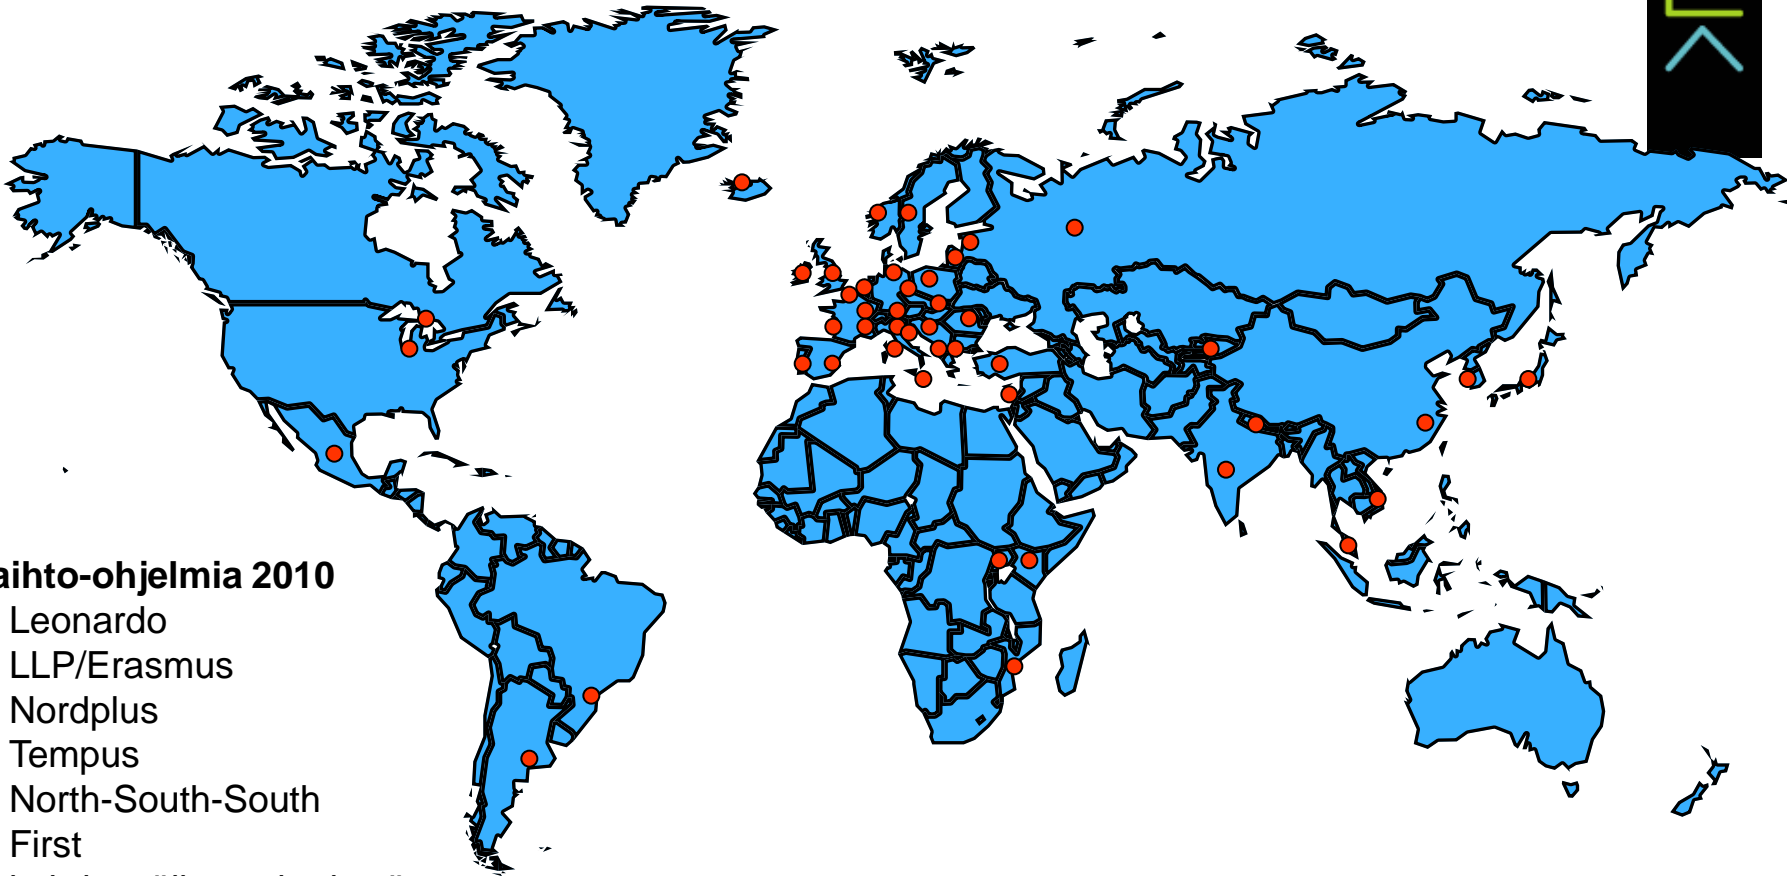 aihto-ohjelmia 2010
Leonardo
LLP/Erasmus
Nordplus
Tempus
North-South-South
First